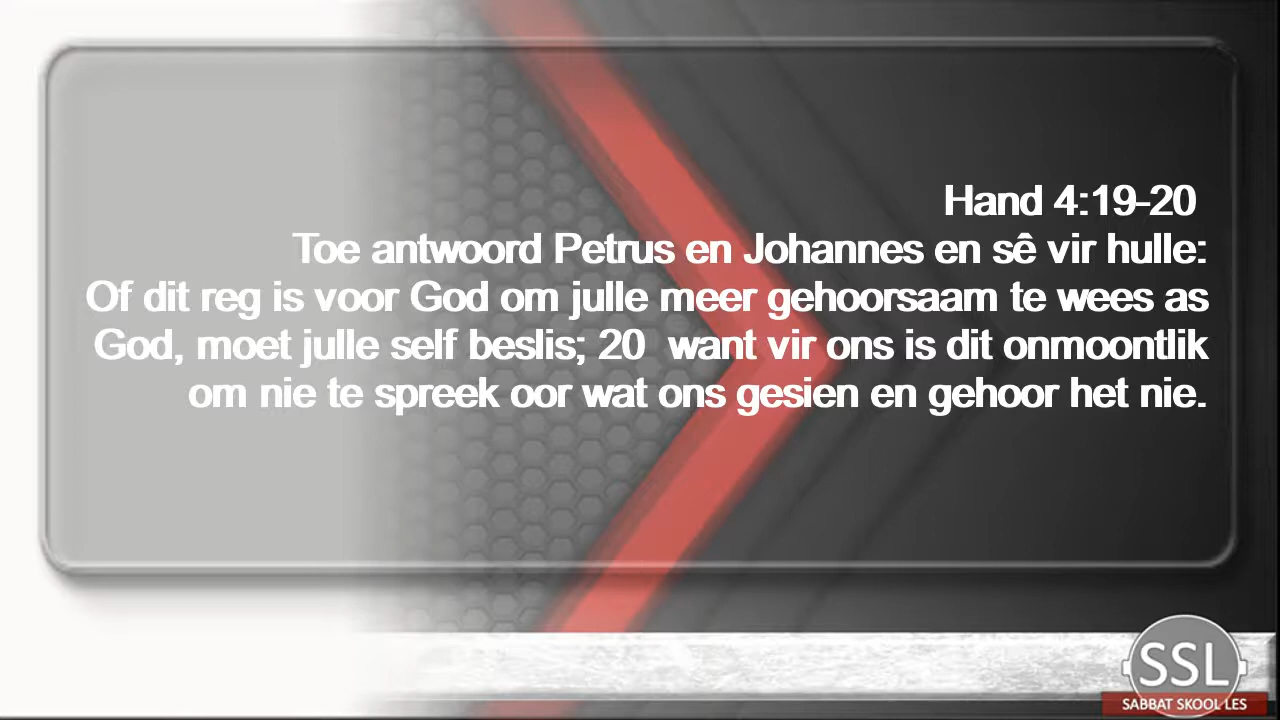 Hand 4:19-20
Toe antwoord Petrus en Johannes en sê vir hulle:
Of dit reg is voor God om julle meer gehoorsaam te wees as
God, moet julle self beslis; 20  want vir ons is dit onmoontlik
om nie te spreek oor wat ons gesien en gehoor het nie.
SSL
SABBAT SKOOL LES